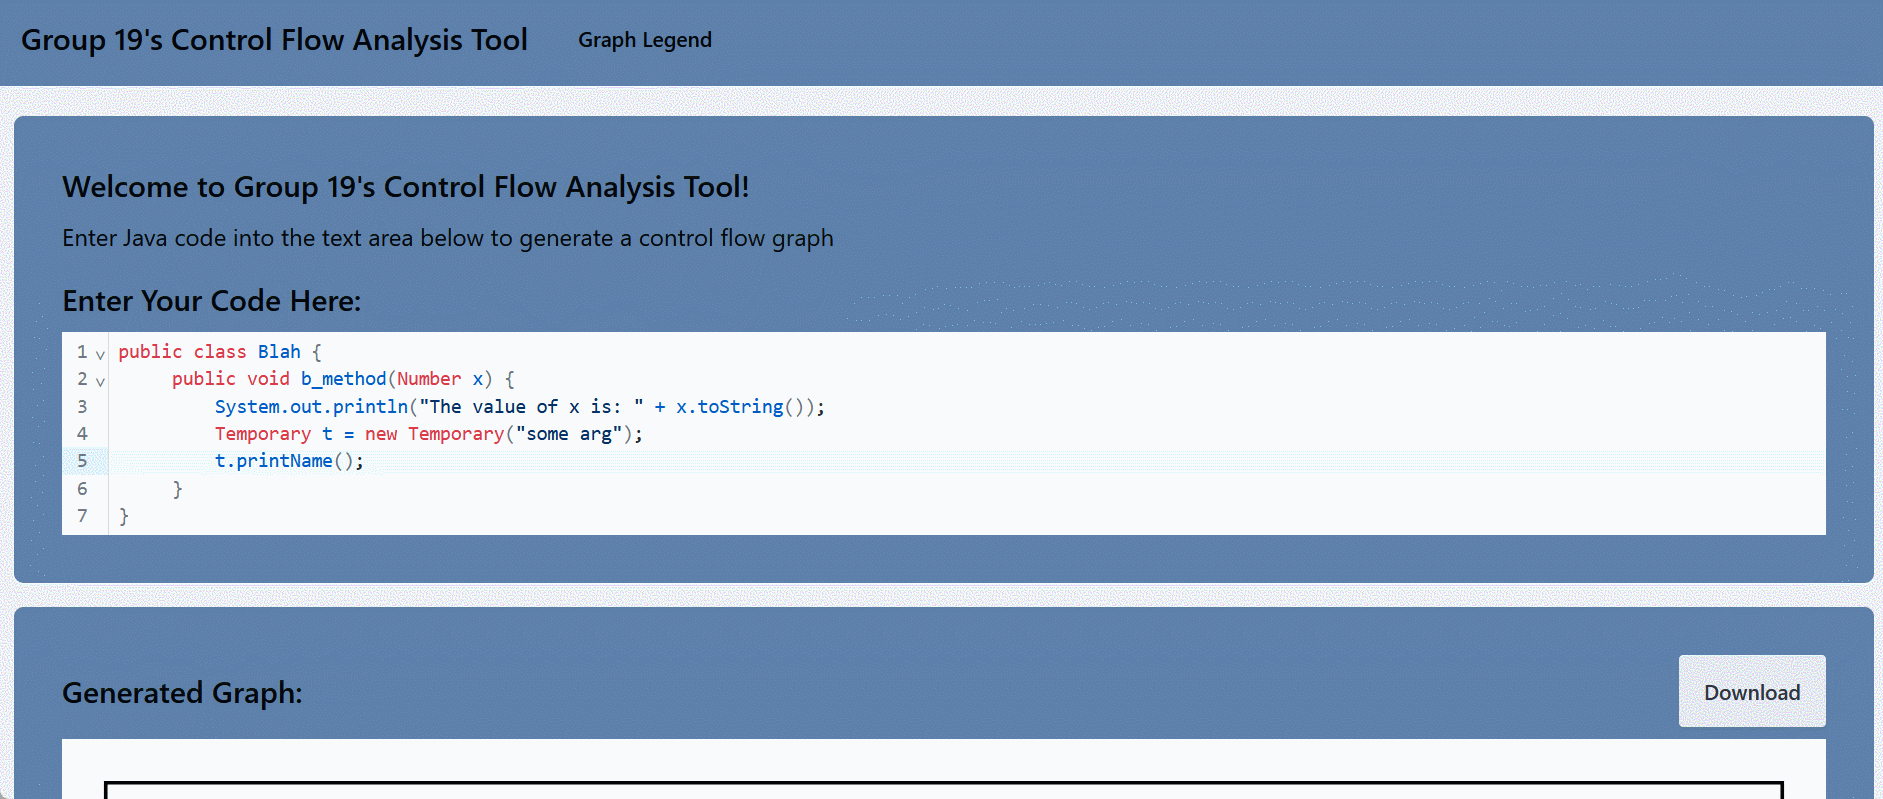 Group 19's Control Flow Analysis Tool
Graph Legend
Welcome to Group 19's Control Flow Analysis Tool!
Enter Java code into the text area below to generate a control flow graph
Enter Your Code Here:
1 public class Blah {
2 public void b_method(Number x) {
3 System.out.println("The value of x is: " + x.toString());
4 Temporary t = new Temporary("some arg");
5 t.printName();
6 }
7 }
Generated Graph:
Download